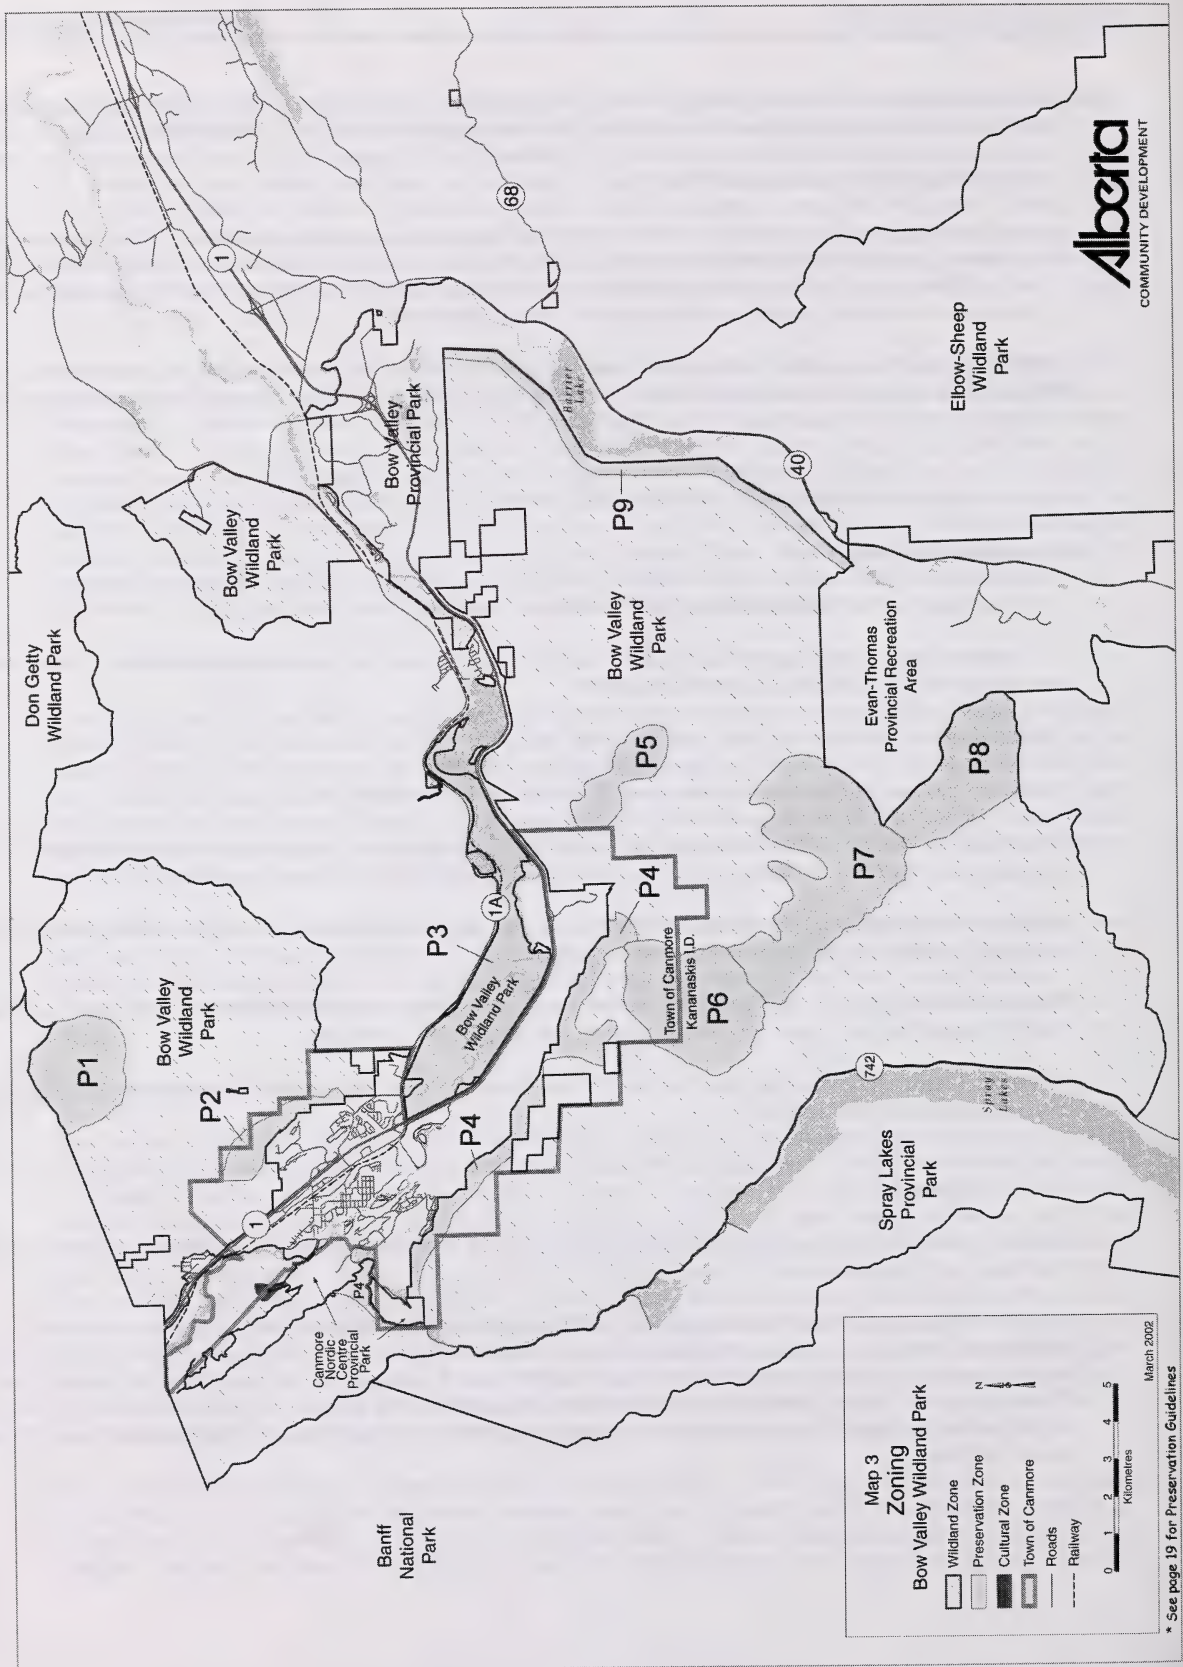 Don Getty
Wildland Park
Bow Valley
Wildland
Park
P1
Bow Valley
Wildland
Park
P2
1
1
68
Bow Valley
Provincial Park
Barrier
Lake
P9
40
Elbow-Sheep
Wildland
Park
Bow Valley
Wildland
Park
Evan-Thomas
Provincial Recreation
Area
P5
P8
P7
P3
1A
Bow Valley
Wildland Park
P4
Town of Canmore
Kananaskis I.D.
P6
P4
P4
Canmore
Nordic
Centre
Provincial
Park
742
Spray
Lakes
Spray Lakes
Provincial
Park
Banff
National
Park
Map 3
Zoning
Bow Valley Wildland Park
Wildland Zone
Preservation Zone
Cultural Zone
Town of Canmore
Roads
Railway
N
0 1 2 3 4 5
Kilometres
March 2002
* See page 19 for Preservation Guidelines
Alberta
COMMUNITY DEVELOPMENT